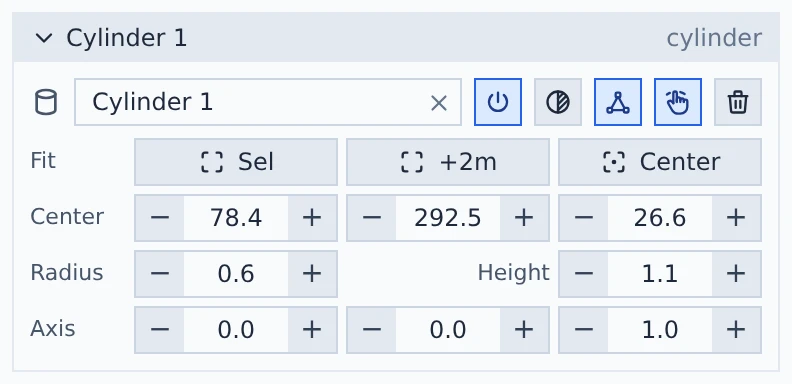 Cylinder 1 cylinder
Cylinder 1
Fit Sel +2m Center
Center − 78.4 + − 292.5 + − 26.6 +
Radius − 0.6 + Height − 1.1 +
Axis − 0.0 + − 0.0 + − 1.0 +